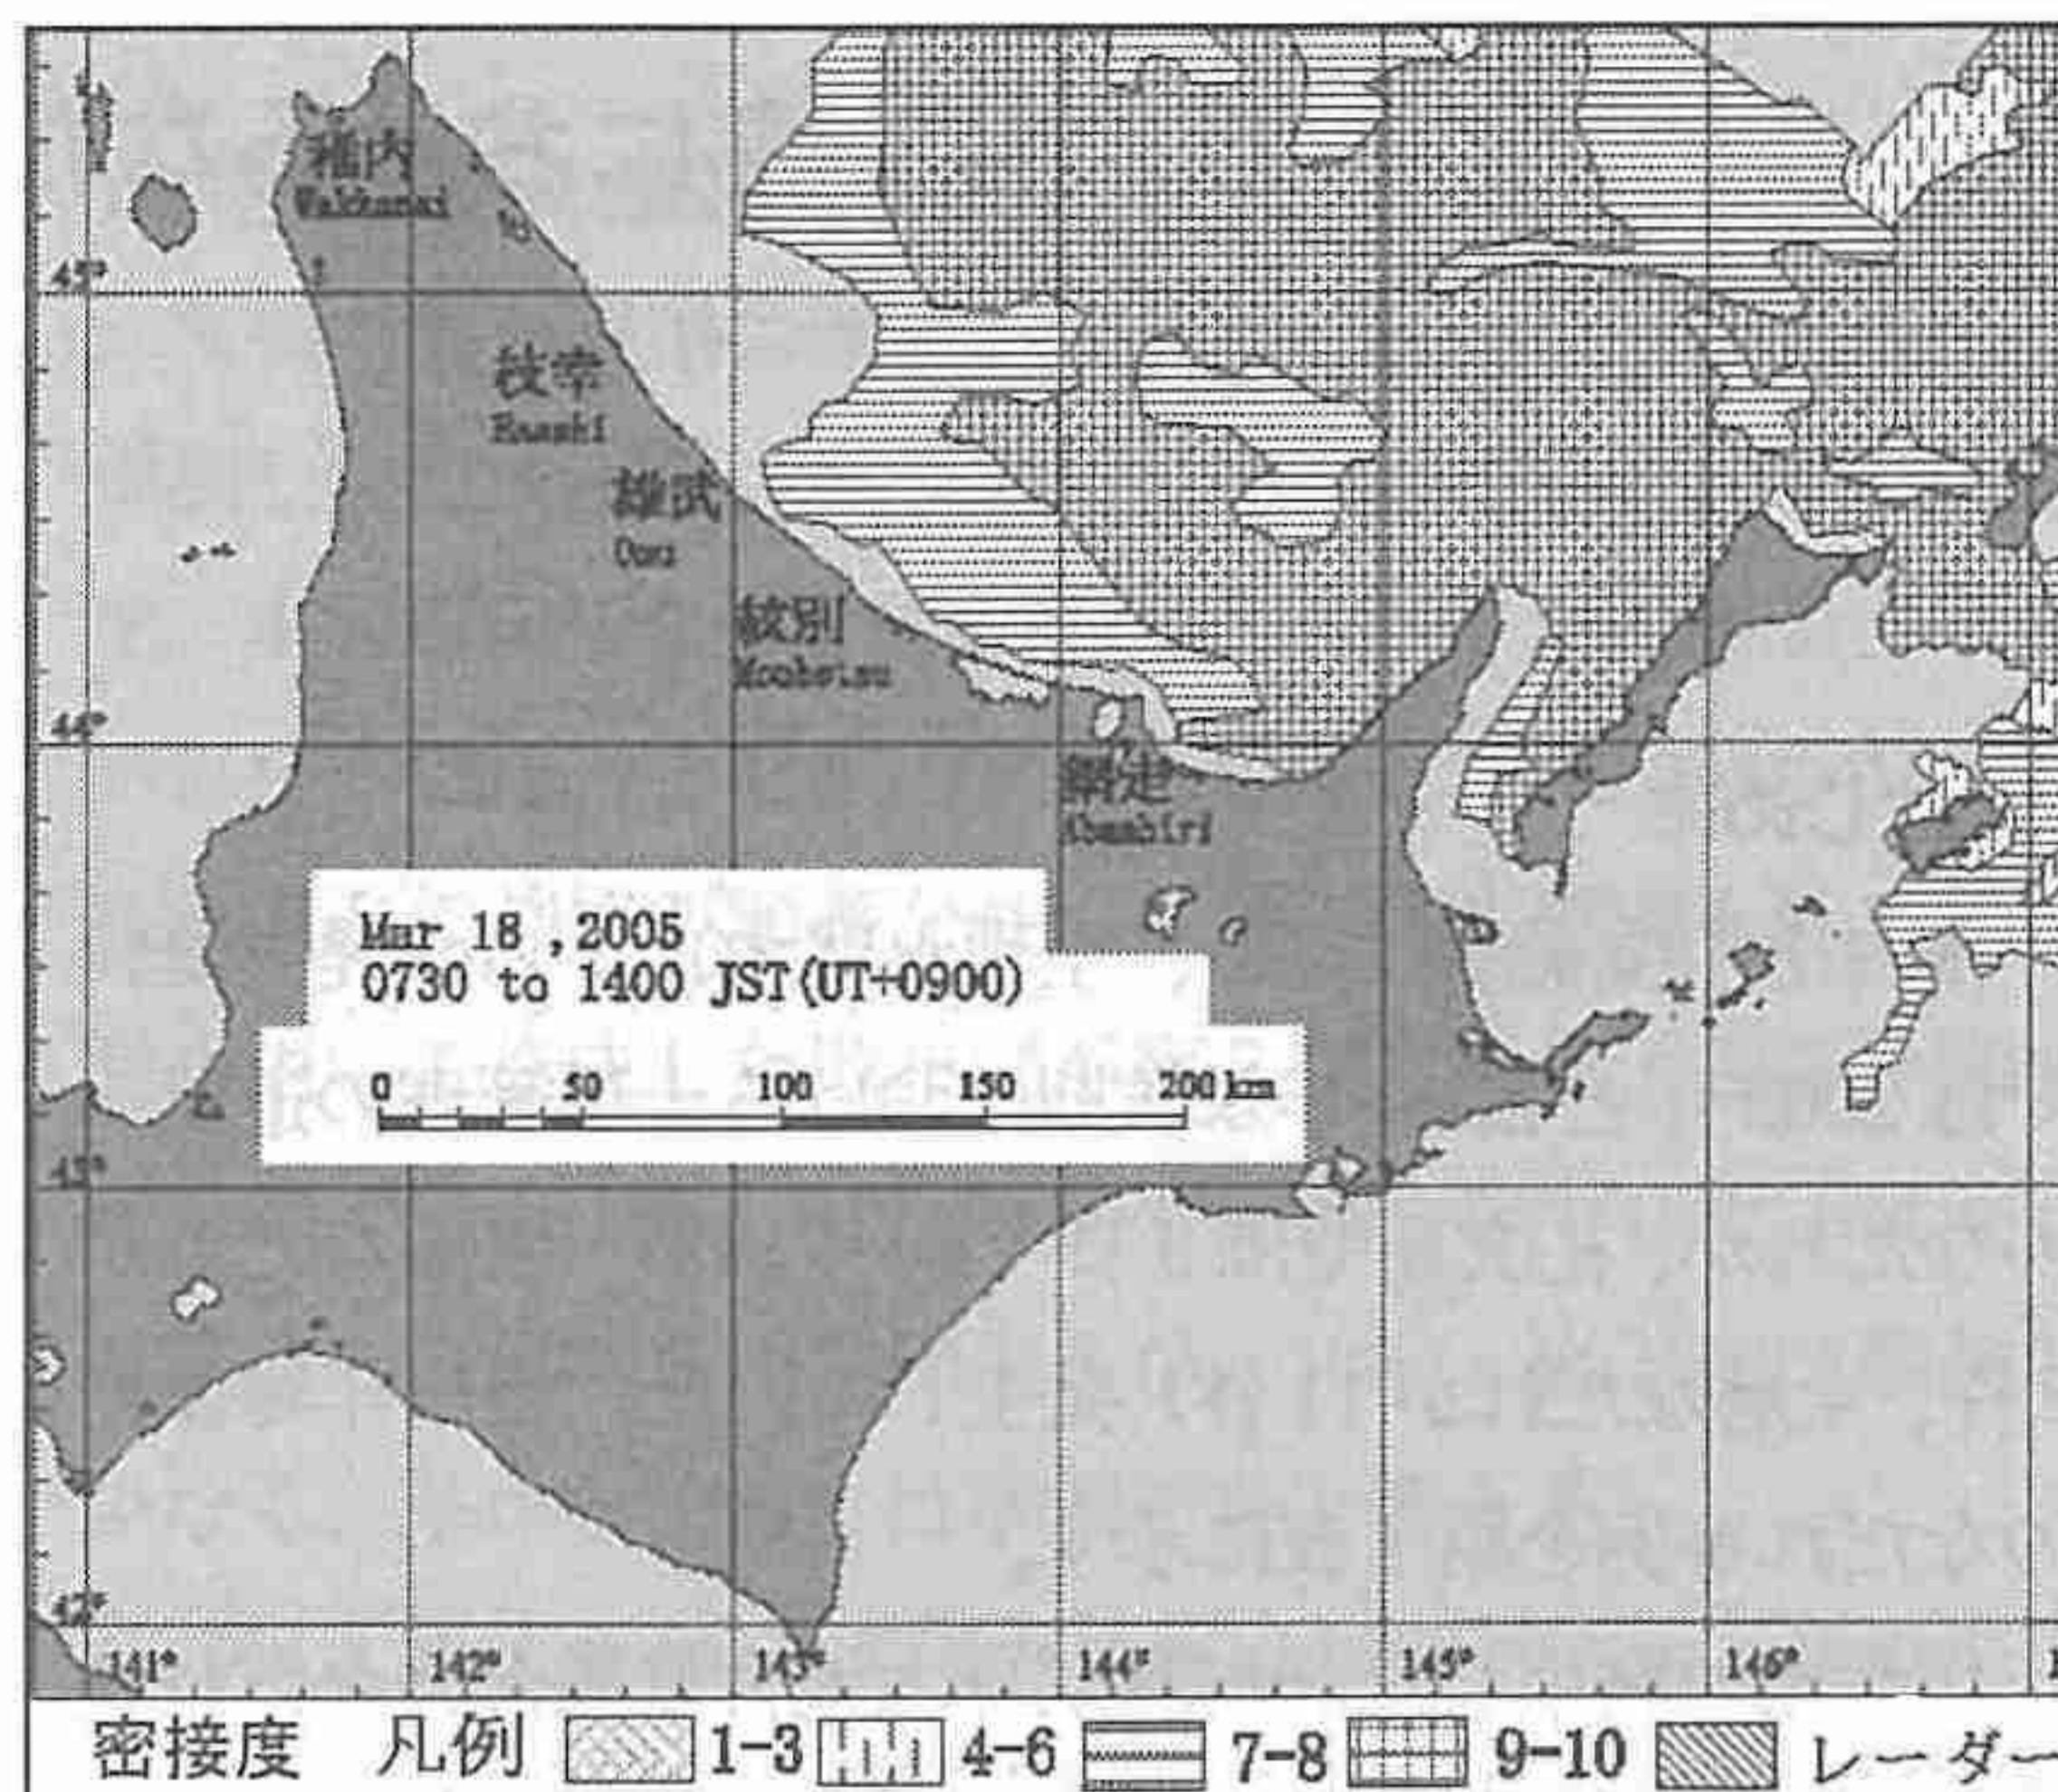 稚内
Wakkanai
45°
枝幸
Esashi
雄武
Oumu
紋別
Monbetsu
44°
網走
Abashiri
Mar 18 ,2005
0730 to 1400 JST(UT+0900)
0 50 100 150 200 km
43°
42°
141° 142° 143° 144° 145° 146°
密接度 凡例 1-3 4-6 7-8 9-10 レーダー